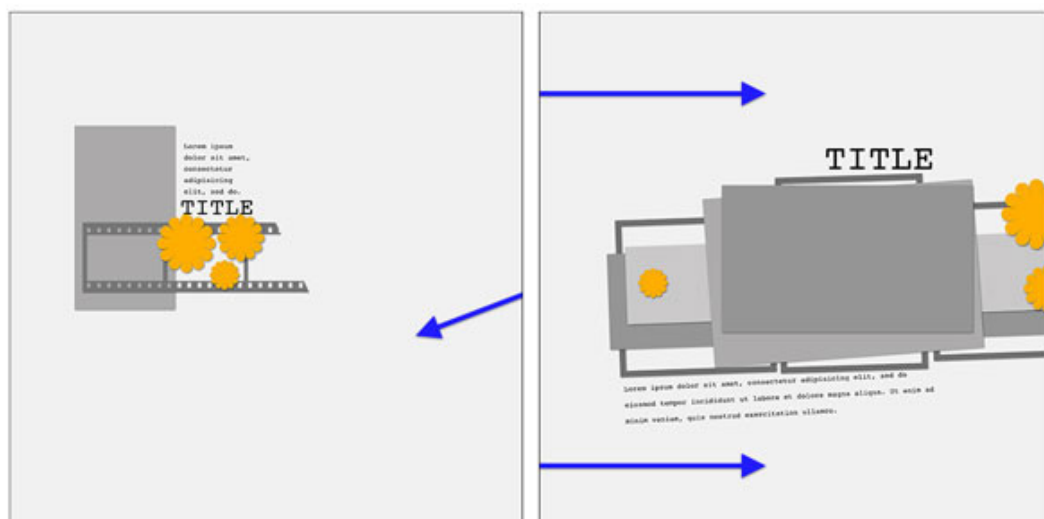 Lorem ipsum
dolor sit amet,
consectetur
adipisicing
elit, sed do.
TITLE
TITLE
Lorem ipsum dolor sit amet, consectetur adipisicing elit, sed do
eiusmod tempor incididunt ut labore et dolore magna aliqua. Ut enim ad
minim veniam, quis nostrud exercitation ullamco.